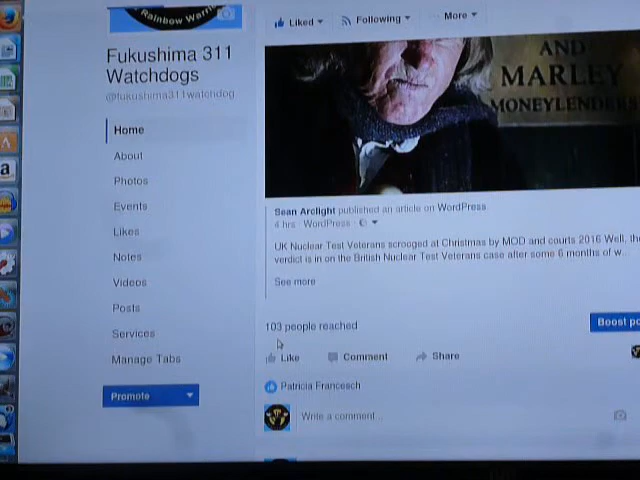 Rainbow Warri
Liked
Following
More
Fukushima 311
Watchdogs
@fukushima311watchdog
AND
MARLEY
MONEYLENDERS
Home
About
Photos
Events
Likes
Notes
Videos
Posts
Services
Manage Tabs
Promote
Sean Arclight published an article on WordPress
4 hrs · WordPress ·
UK Nuclear Test Veterans scrooged at Christmas by MOD and courts 2016 Well, the
verdict is in on the British Nuclear Test Veterans case after some 6 months of w...
See more
103 people reached
Boost po
Like
Comment
Share
Patricia Francesch
Write a comment...